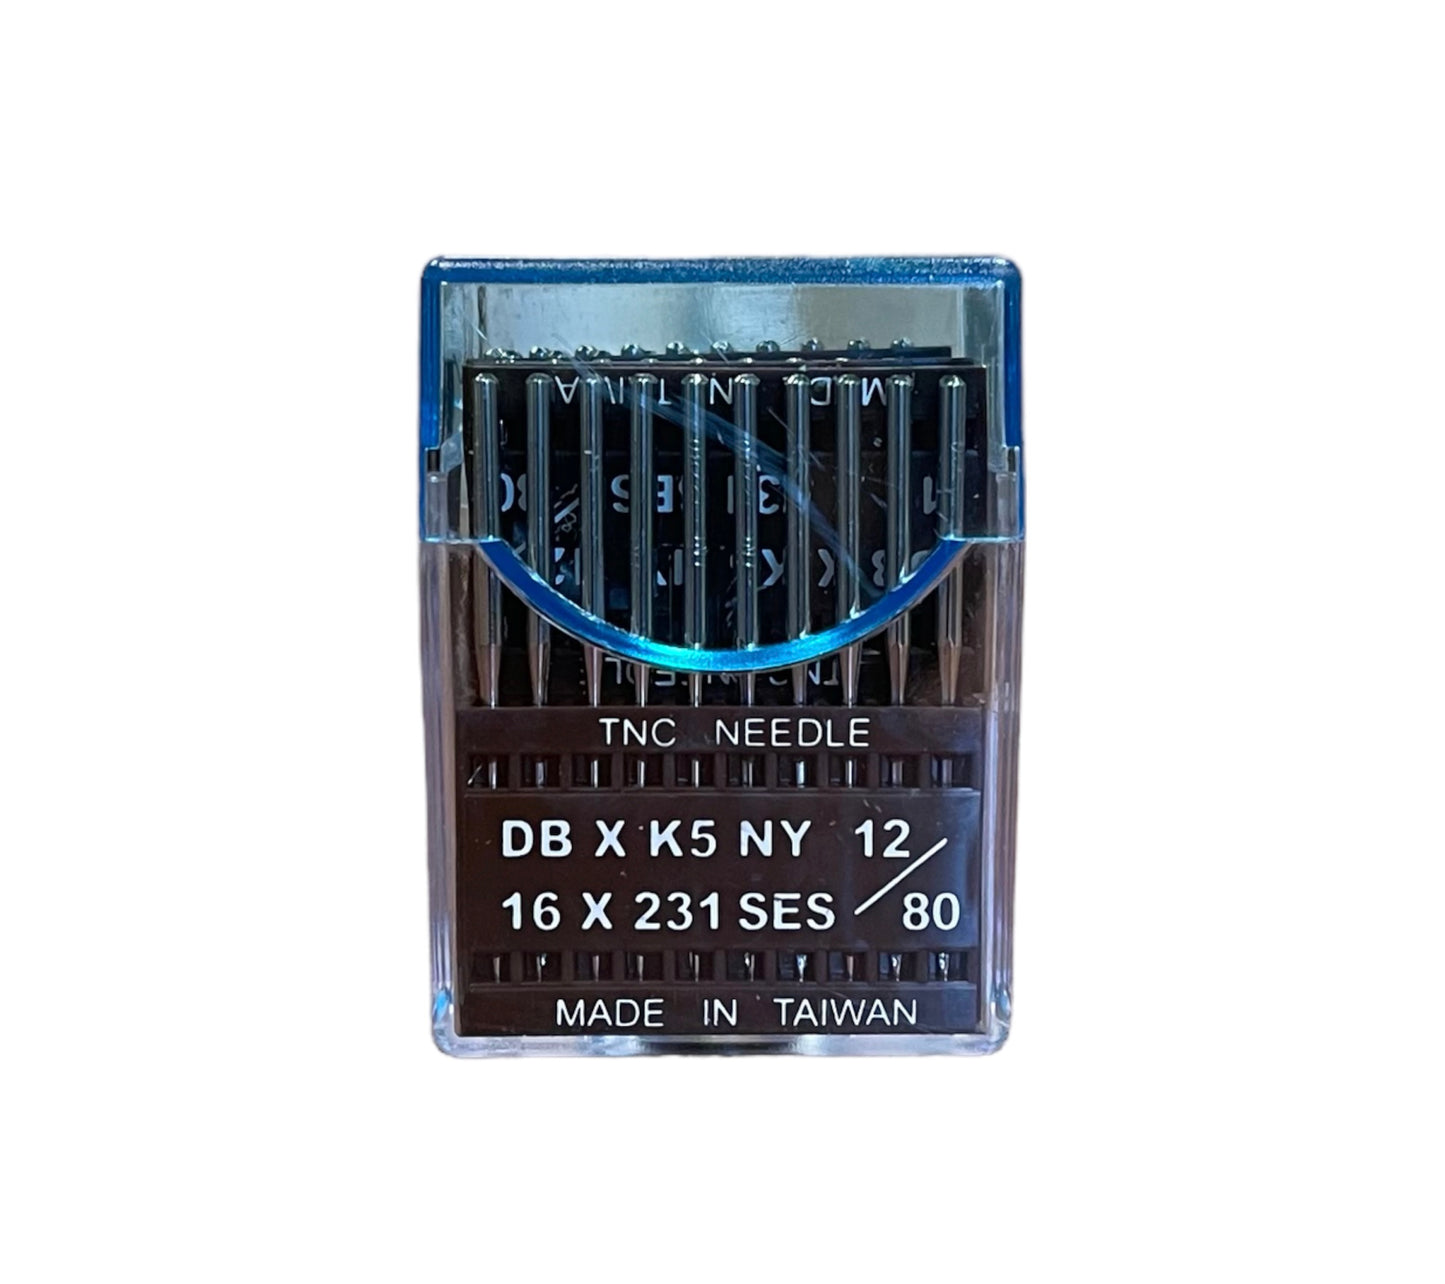 TNC NEEDLE
DB X K5 NY 12/
16 X 231 SES 80
MADE IN TAIWAN